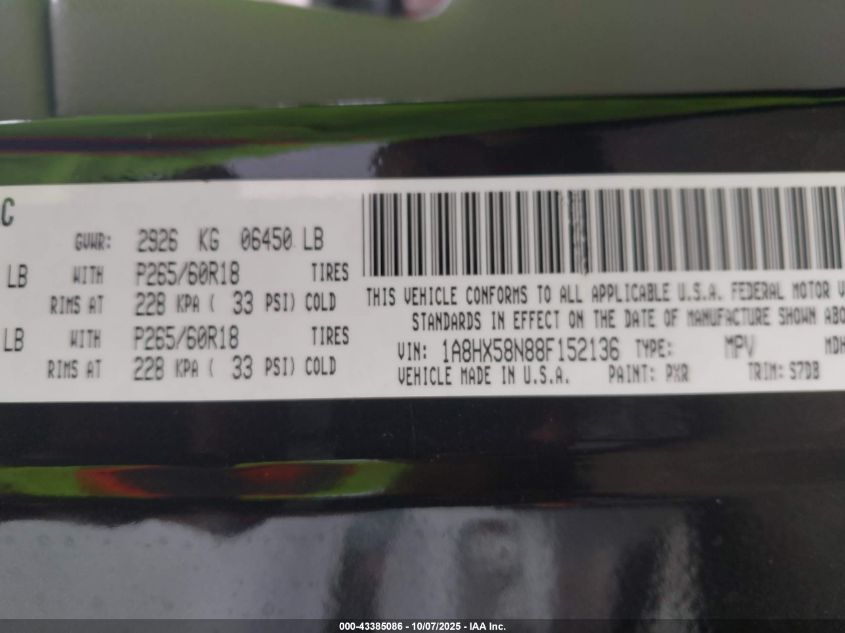 C
GVWR: 2926 KG 06450 LB
LB WITH P265/60R18 TIRES
RIMS AT 228 KPA ( 33 PSI) COLD
LB WITH P265/60R18 TIRES
RIMS AT 228 KPA ( 33 PSI) COLD
THIS VEHICLE CONFORMS TO ALL APPLICABLE U.S.A. FEDERAL MOTOR V
STANDARDS IN EFFECT ON THE DATE OF MANUFACTURE SHOWN ABO
VIN: 1A8HX58N88F152136 TYPE: MPV MDH
VEHICLE MADE IN U.S.A. PAINT: PXR TRIM: S7DB
000-43385086 - 10/07/2025 - IAA Inc.